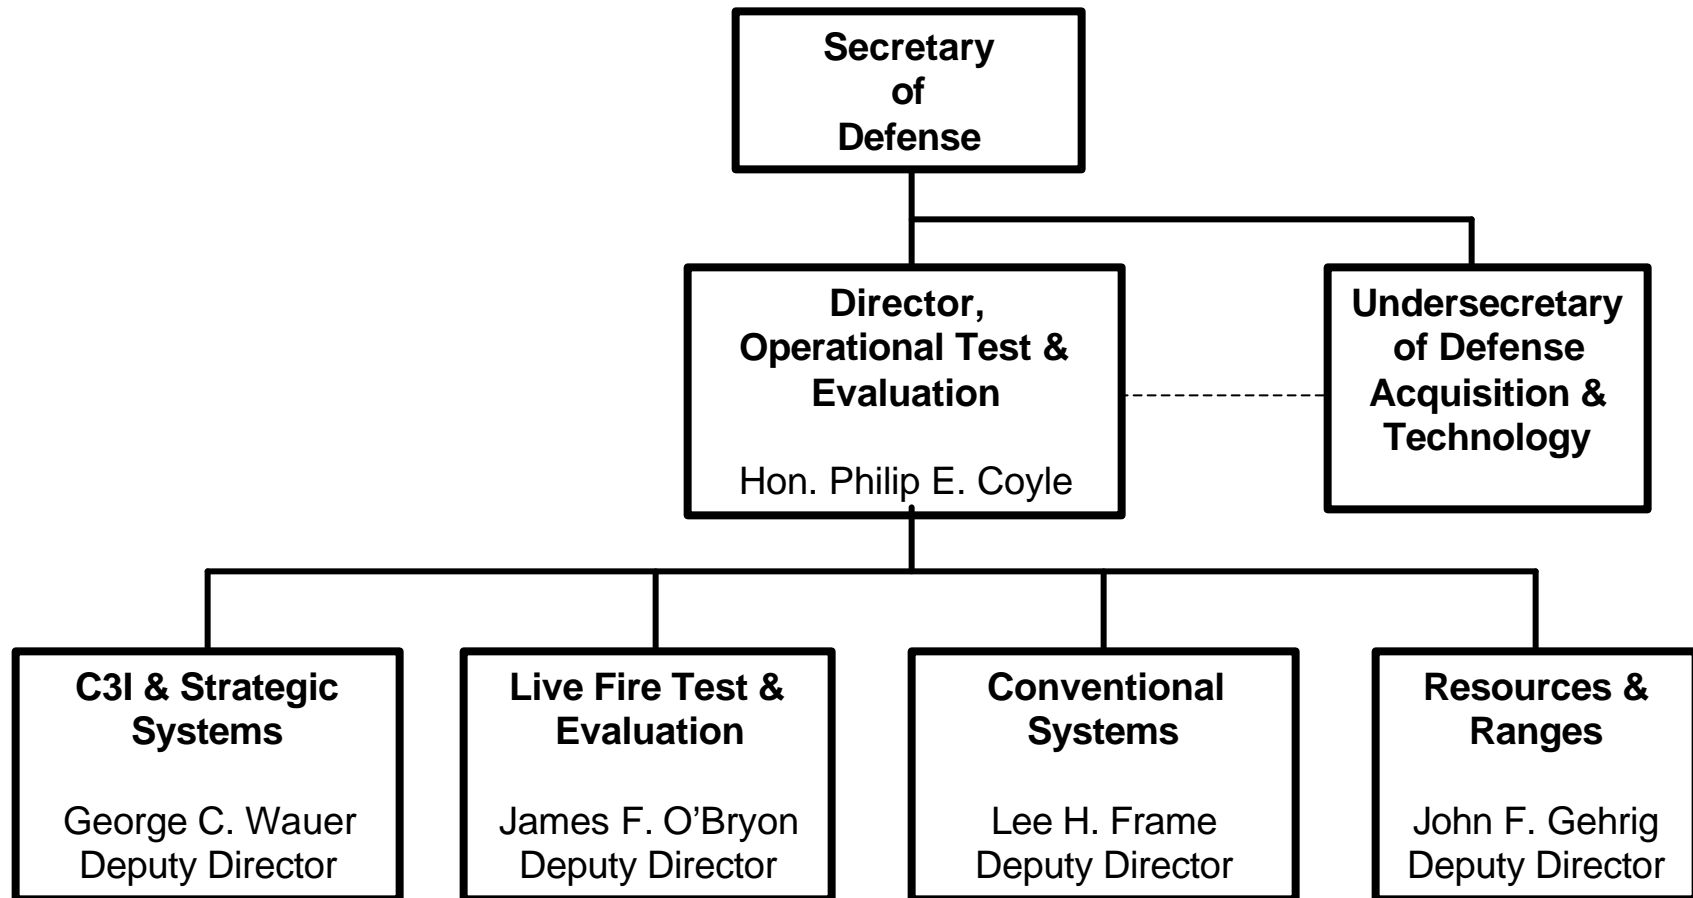 Secretary
of
Defense
Director,
Operational Test &
Evaluation
Hon. Philip E. Coyle
Undersecretary
of Defense
Acquisition &
Technology
C3I & Strategic
Systems
George C. Wauer
Deputy Director
Live Fire Test &
Evaluation
James F. O’Bryon
Deputy Director
Conventional
Systems
Lee H. Frame
Deputy Director
Resources &
Ranges
John F. Gehrig
Deputy Director